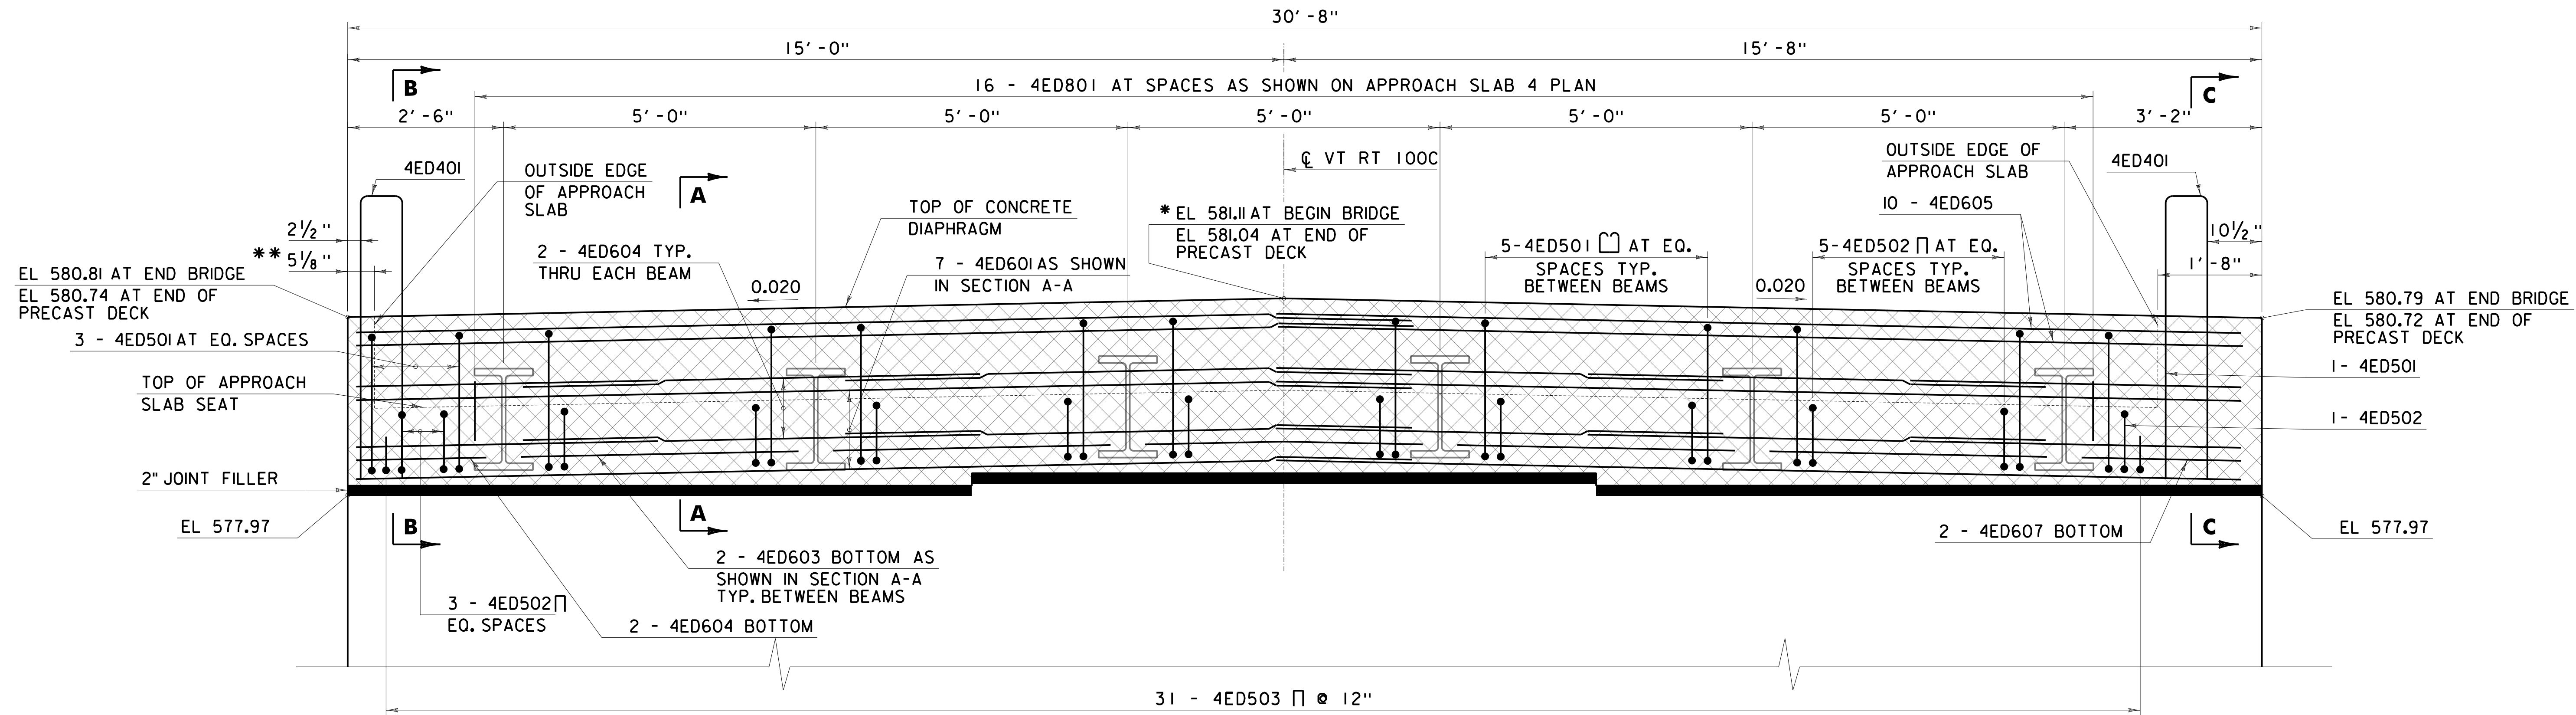 30'-8"
15'-0"
15'-8"
B
16 - 4ED801 AT SPACES AS SHOWN ON APPROACH SLAB 4 PLAN
C
2'-6"
5'-0"
5'-0"
5'-0"
5'-0"
5'-0"
3'-2"
4ED401
OUTSIDE EDGE
OF APPROACH
SLAB
A
℄ VT RT 100C
OUTSIDE EDGE OF
APPROACH SLAB
4ED401
2½"
** 5⅛"
2 - 4ED604 TYP.
THRU EACH BEAM
TOP OF CONCRETE
DIAPHRAGM
* EL 581.11 AT BEGIN BRIDGE
EL 581.04 AT END OF
PRECAST DECK
10 - 4ED605
10½"
5-4ED501 AT EQ.
SPACES TYP.
BETWEEN BEAMS
5-4ED502 ∏ AT EQ.
SPACES TYP.
BETWEEN BEAMS
1'-8"
EL 580.81 AT END BRIDGE
EL 580.74 AT END OF
PRECAST DECK
0.020
7 - 4ED601 AS SHOWN
IN SECTION A-A
0.020
EL 580.79 AT END BRIDGE
EL 580.72 AT END OF
PRECAST DECK
3 - 4ED501 AT EQ. SPACES
1- 4ED501
TOP OF APPROACH
SLAB SEAT
1- 4ED502
2" JOINT FILLER
B
A
C
EL 577.97
2 - 4ED607 BOTTOM
EL 577.97
2 - 4ED603 BOTTOM AS
SHOWN IN SECTION A-A
TYP. BETWEEN BEAMS
3 - 4ED502 ∏
EQ. SPACES
2 - 4ED604 BOTTOM
31 - 4ED503 ∏ @ 12"